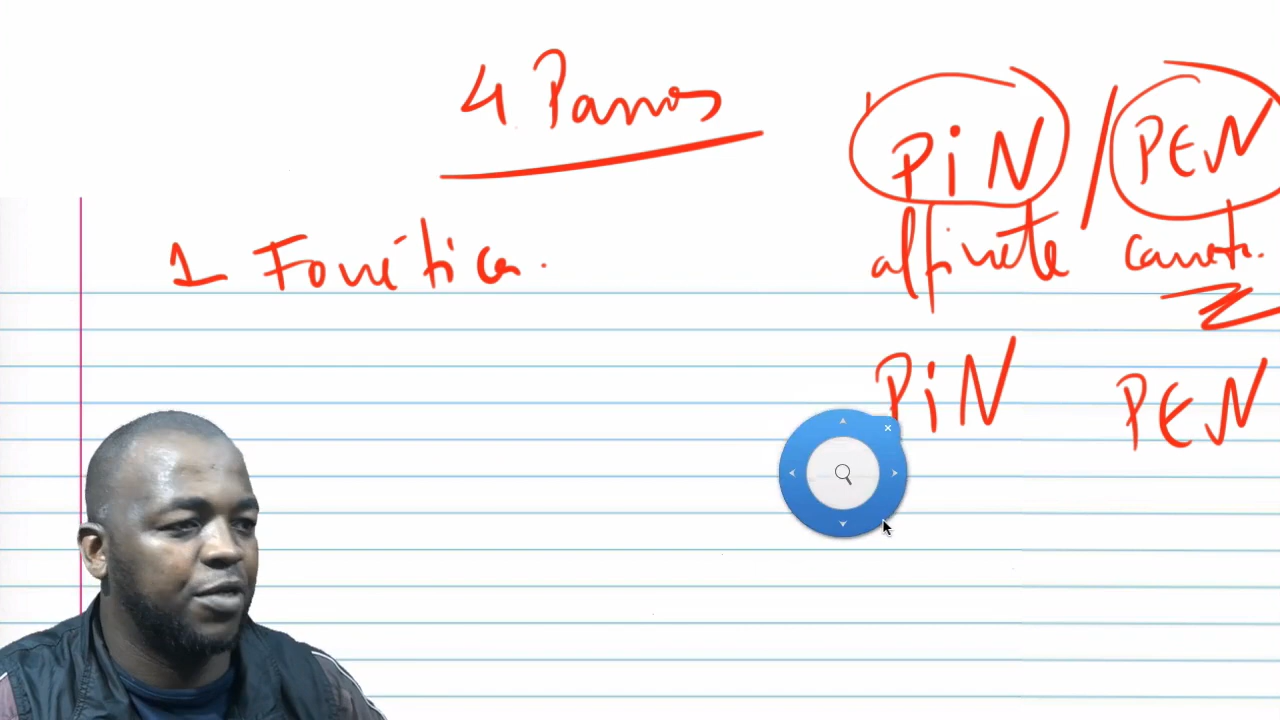 4 Passos
PiN / PEN
1 Fonética.
alfinete caneta.
PiN PEN